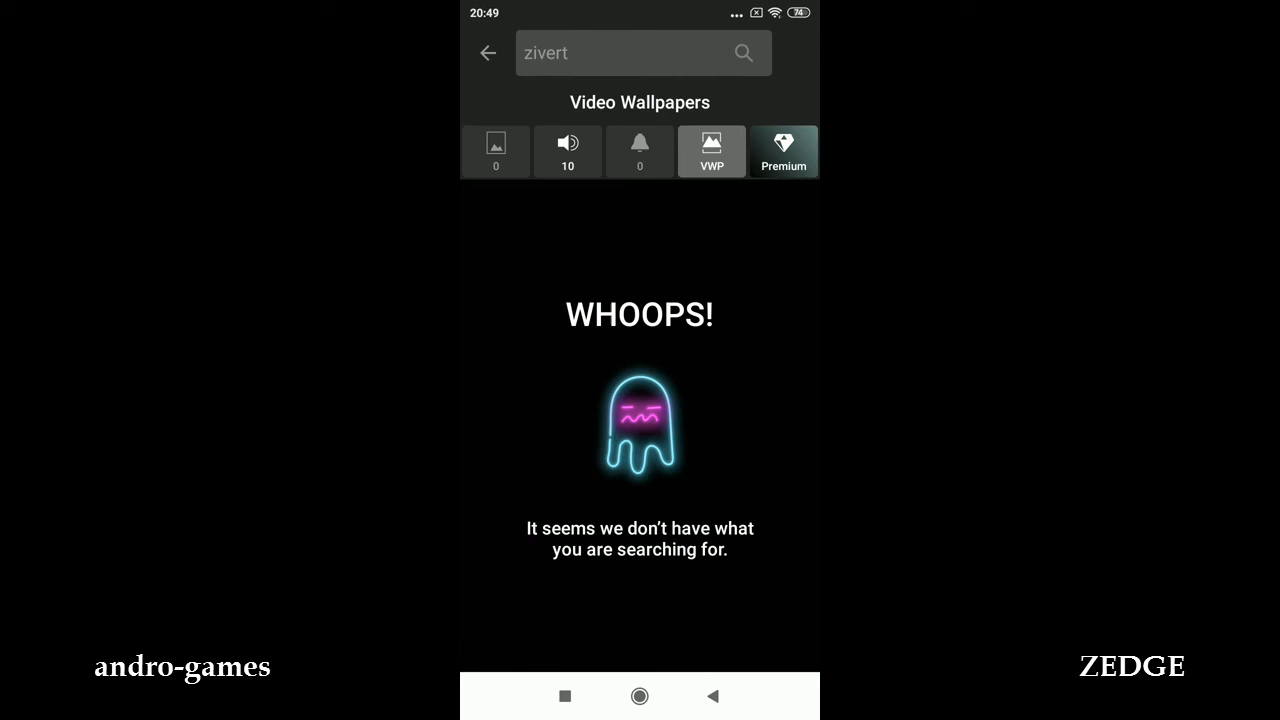 20:49
74
zivert
Video Wallpapers
0
10
0
VWP
Premium
WHOOPS!
It seems we don’t have what
you are searching for.
andro-games
ZEDGE